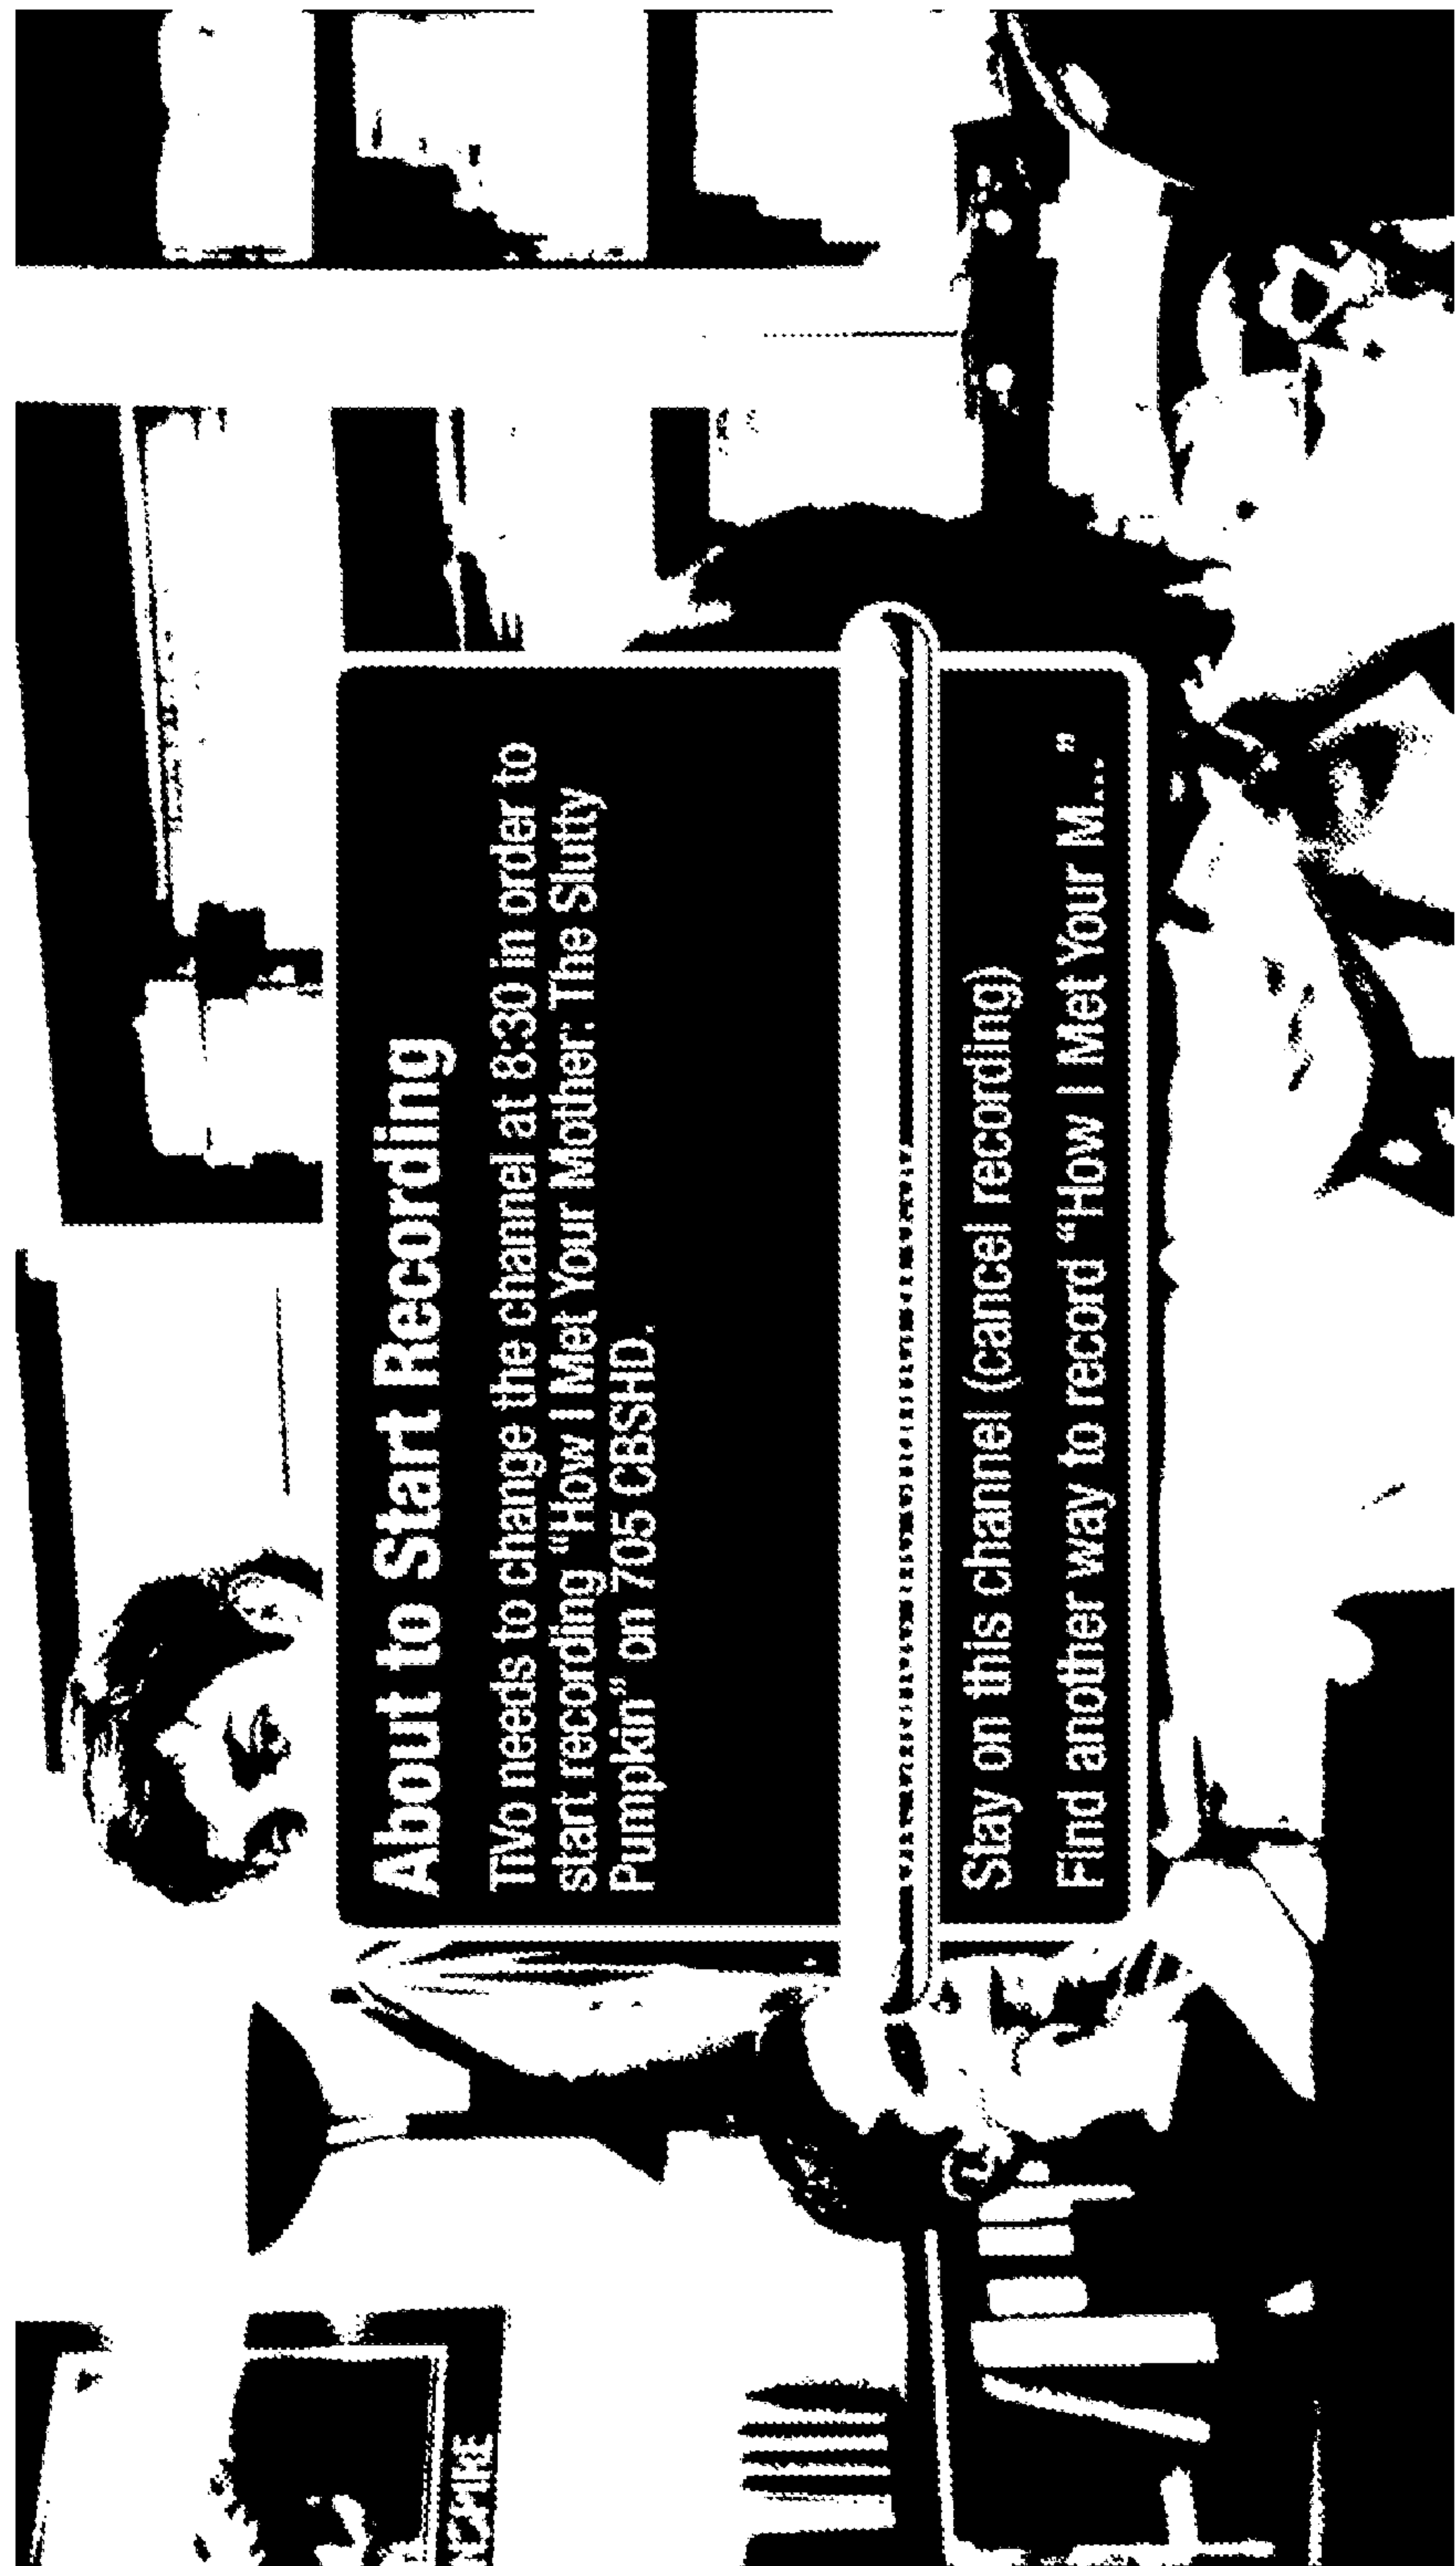 About to Start Recording
TiVo needs to change the channel at 8:30 in order to
start recording "How I Met Your Mother: The Slutty
Pumpkin" on 705 CBSHD.
Stay on this channel (cancel recording)
Find another way to record "How I Met Your M..."